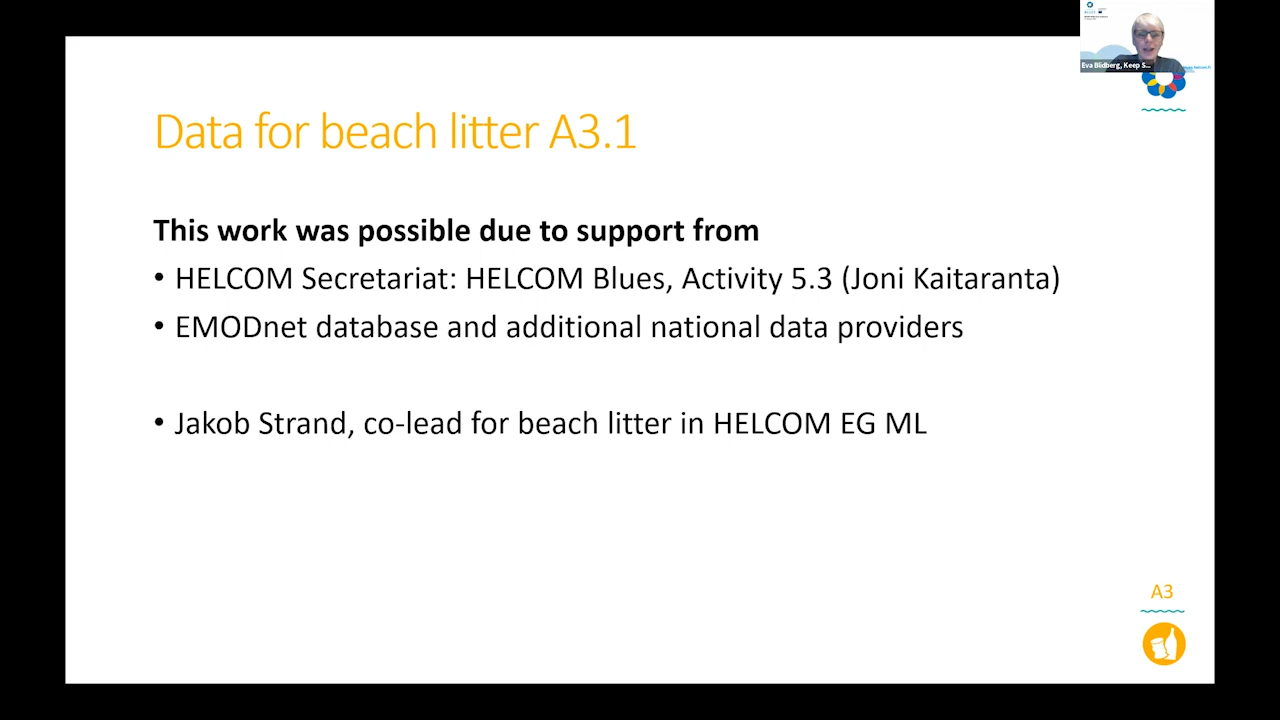 Eva Blidberg, Keep S...
Data for beach litter A3.1
This work was possible due to support from
• HELCOM Secretariat: HELCOM Blues, Activity 5.3 (Joni Kaitaranta)
• EMODnet database and additional national data providers
• Jakob Strand, co-lead for beach litter in HELCOM EG ML
A3